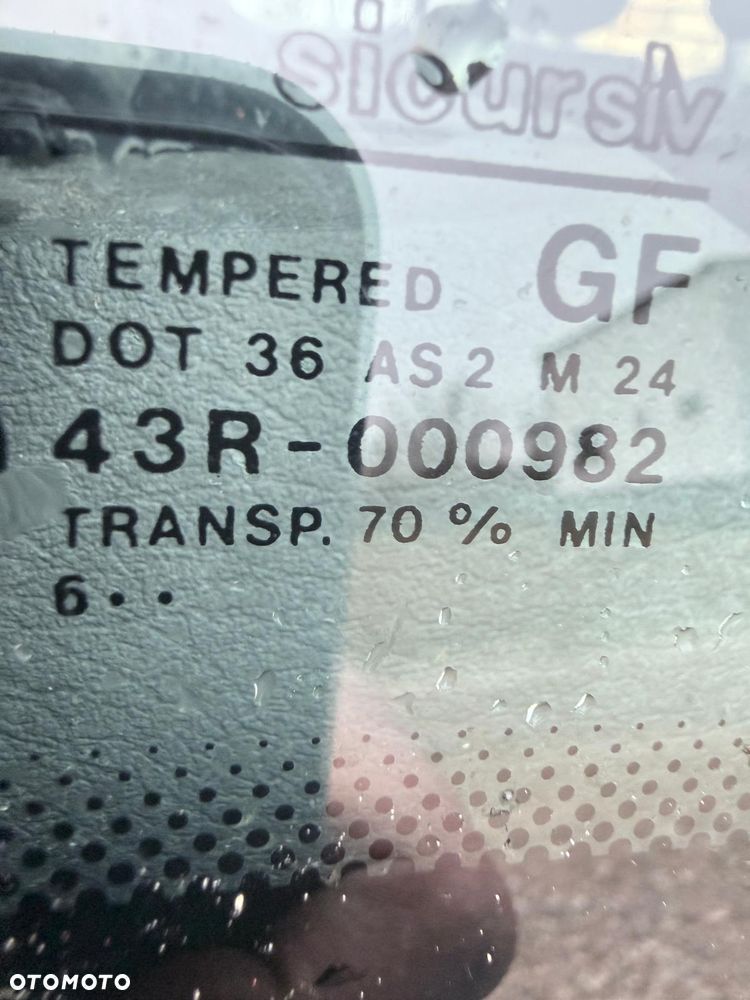 sicursiv
TEMPERED GF
DOT 36 AS2 M 24
43R-000982
TRANSP. 70 % MIN
6 • •
OTOMOTO